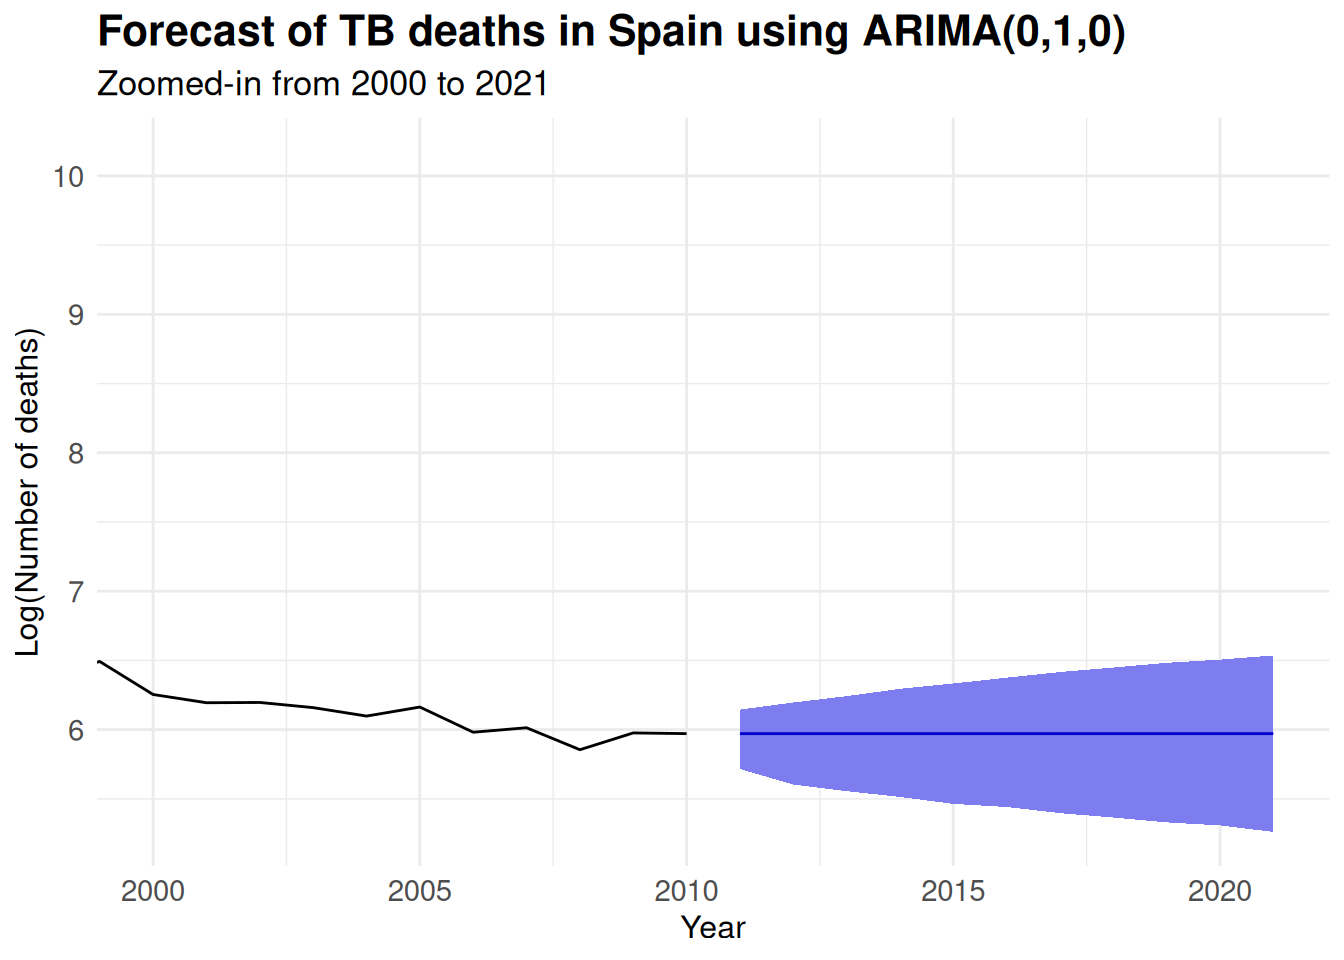 Forecast of TB deaths in Spain using ARIMA(0,1,0)
Zoomed-in from 2000 to 2021
Log(Number of deaths)
10
9
8
7
6
2000 2005 2010 2015 2020
Year